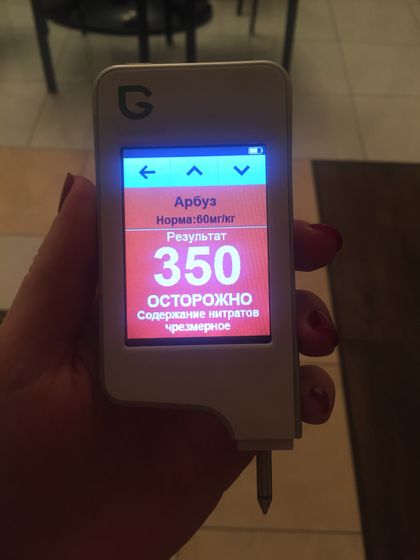 Арбуз
Норма:60мг/кг
Результат
350
ОСТОРОЖНО
Содержание нитратов
чрезмерное